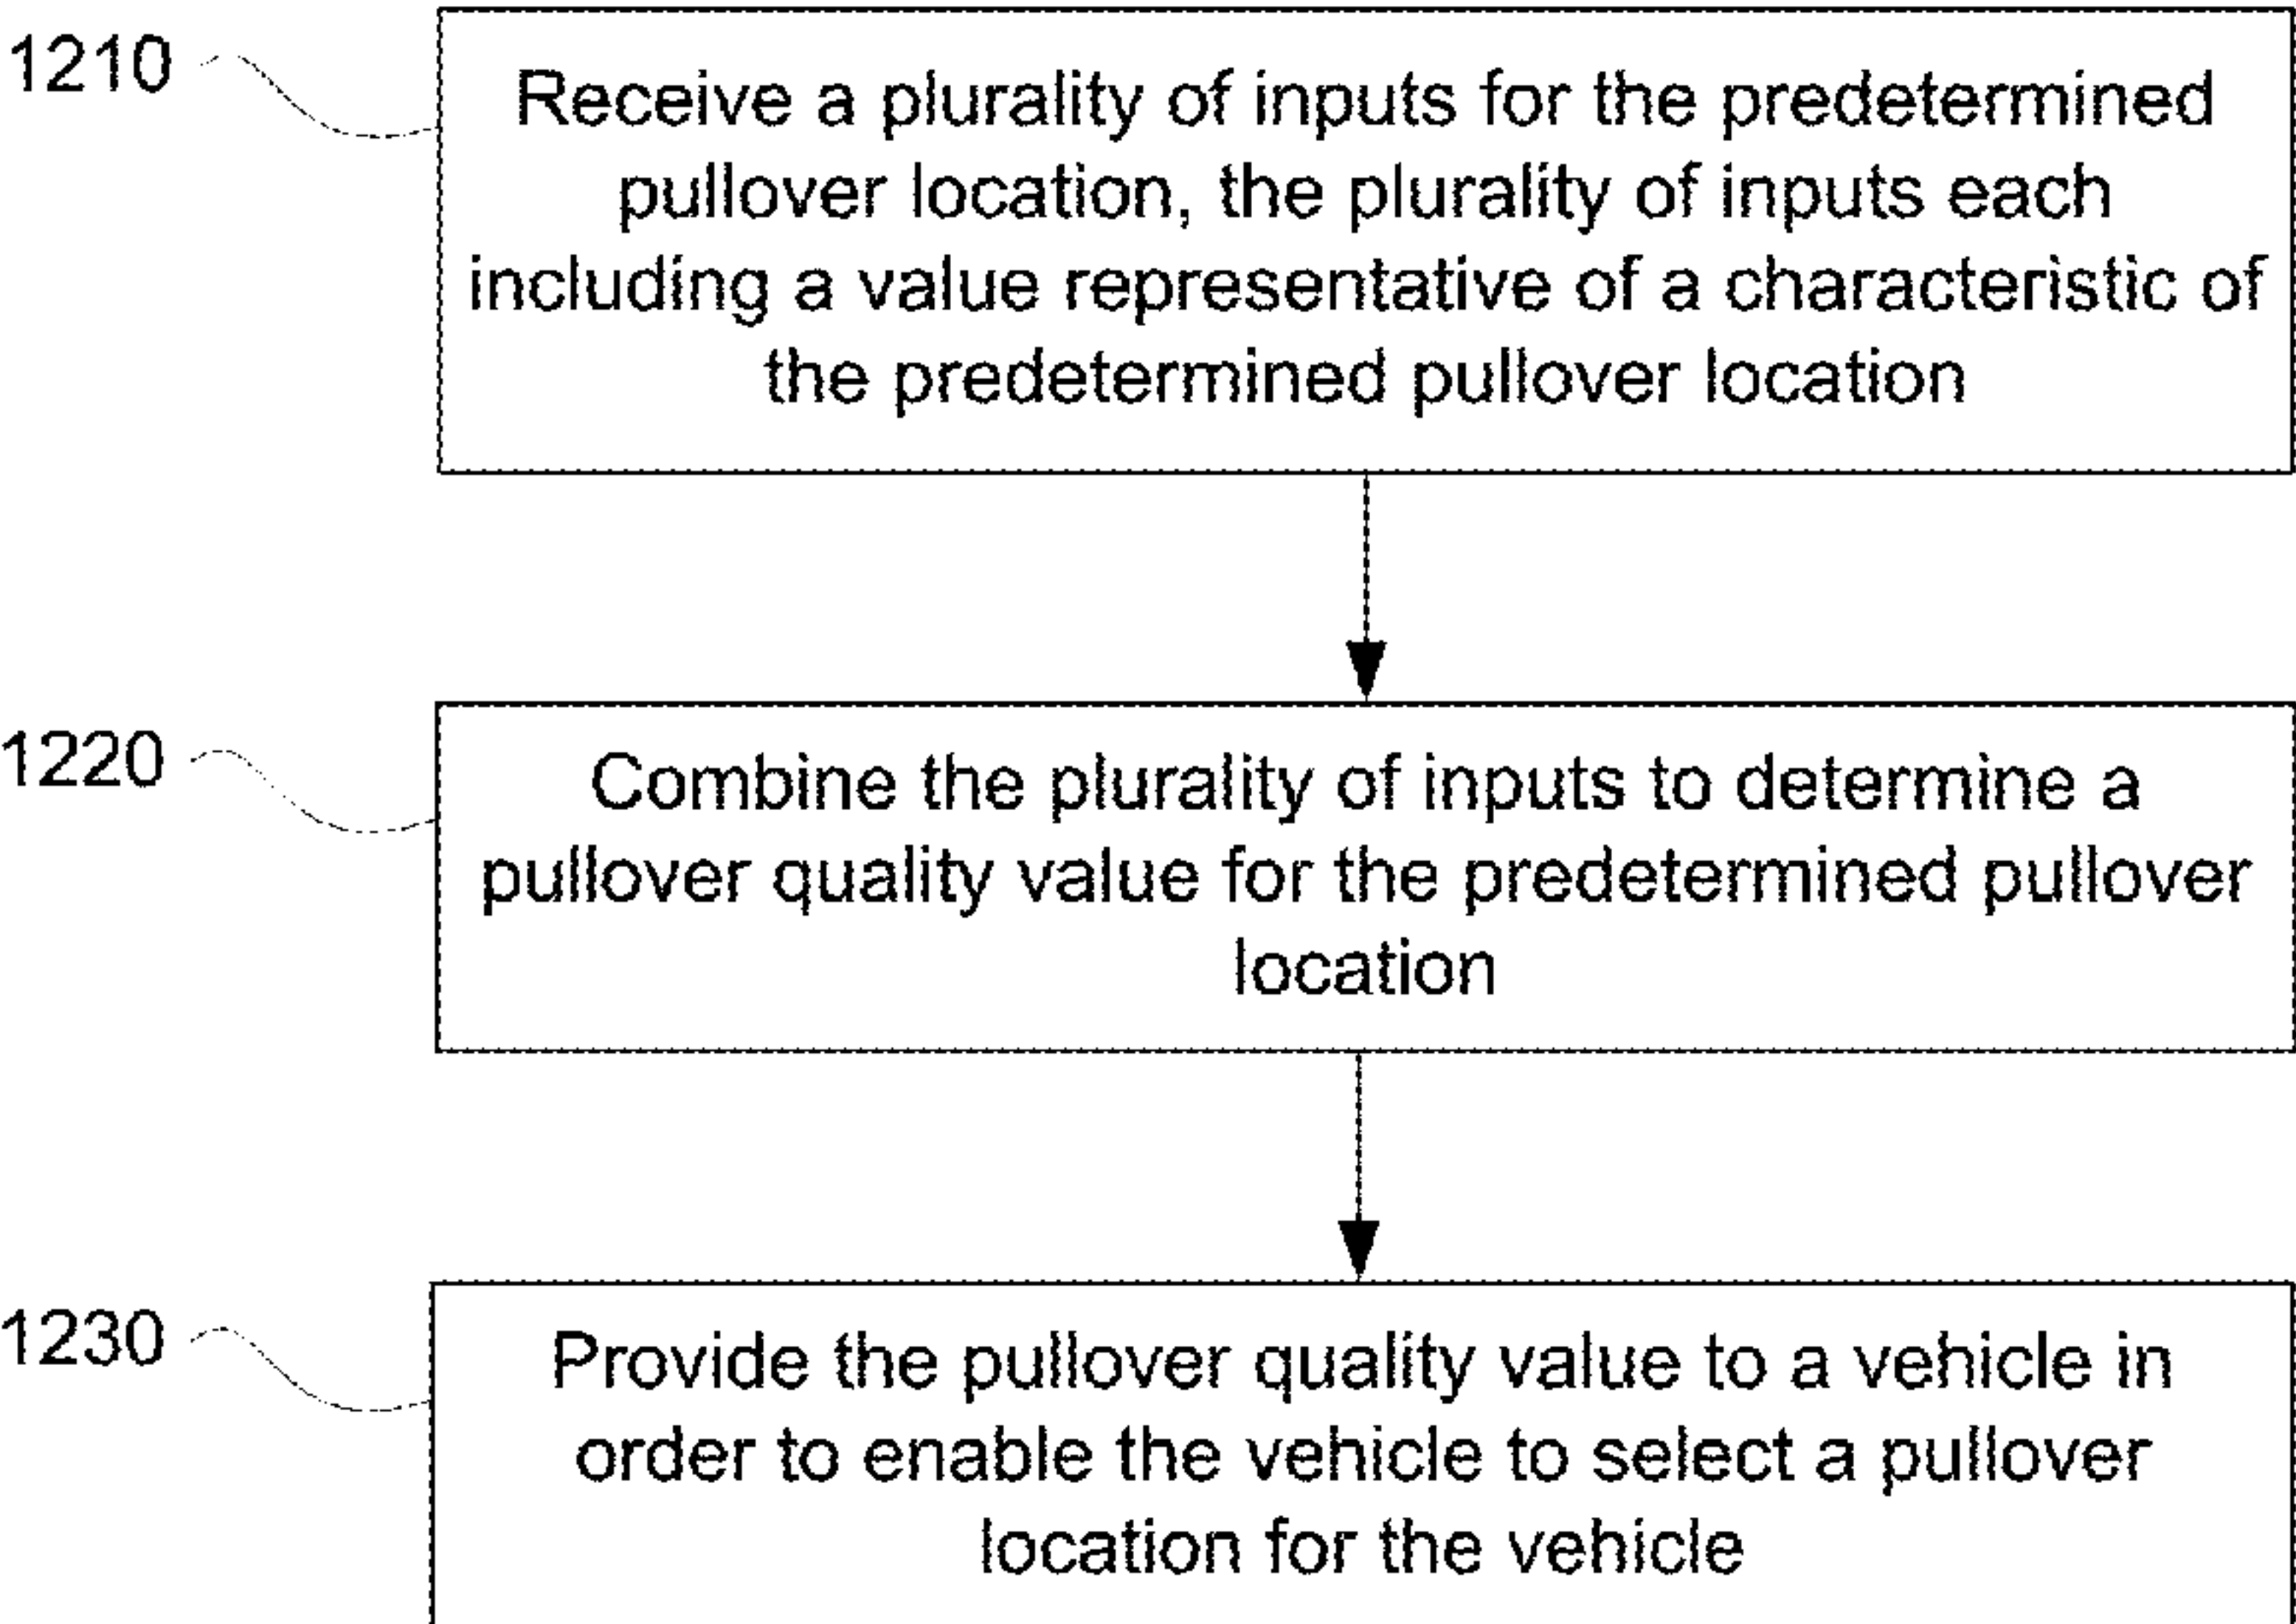 1210
Receive a plurality of inputs for the predetermined
pullover location, the plurality of inputs each
including a value representative of a characteristic of
the predetermined pullover location
1220
Combine the plurality of inputs to determine a
pullover quality value for the predetermined pullover
location
1230
Provide the pullover quality value to a vehicle in
order to enable the vehicle to select a pullover
location for the vehicle